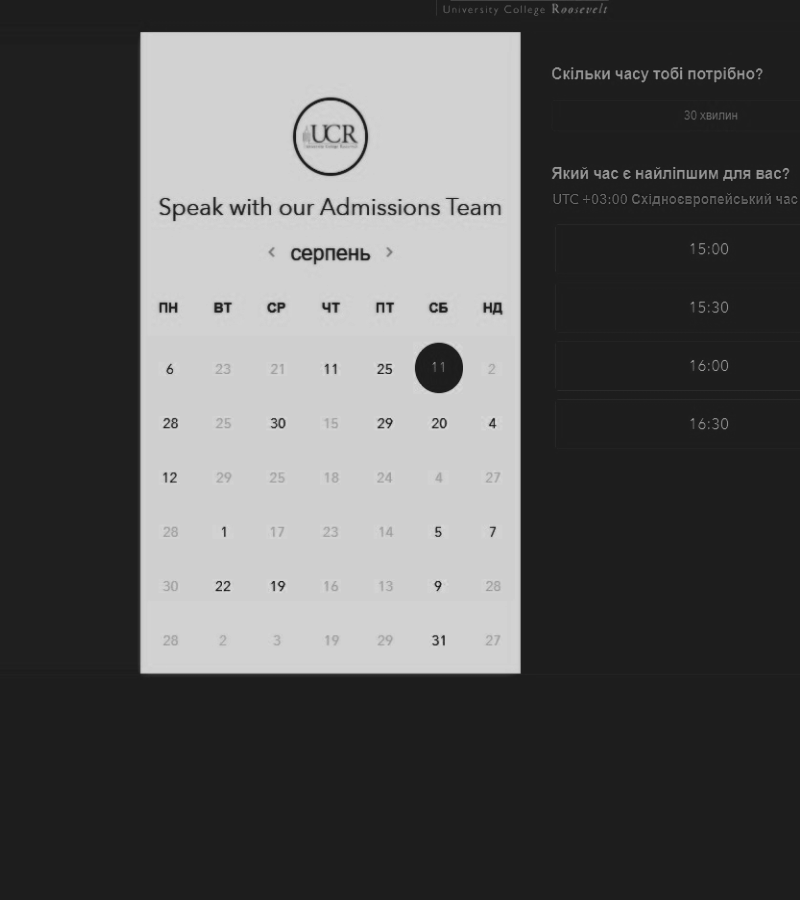 University College Roosevelt
UCR
Speak with our Admissions Team
< серпень >
ПН ВТ СР ЧТ ПТ СБ НД
6 23 21 11 25 11 2
28 25 30 15 29 20 4
12 29 25 18 24 4 27
28 1 17 23 14 5 7
30 22 19 16 13 9 28
28 2 3 19 29 31 27
Скільки часу тобі потрібно?
30 хвилин
Який час є найліпшим для вас?
UTC +03:00 Східноєвропейський час
15:00
15:30
16:00
16:30